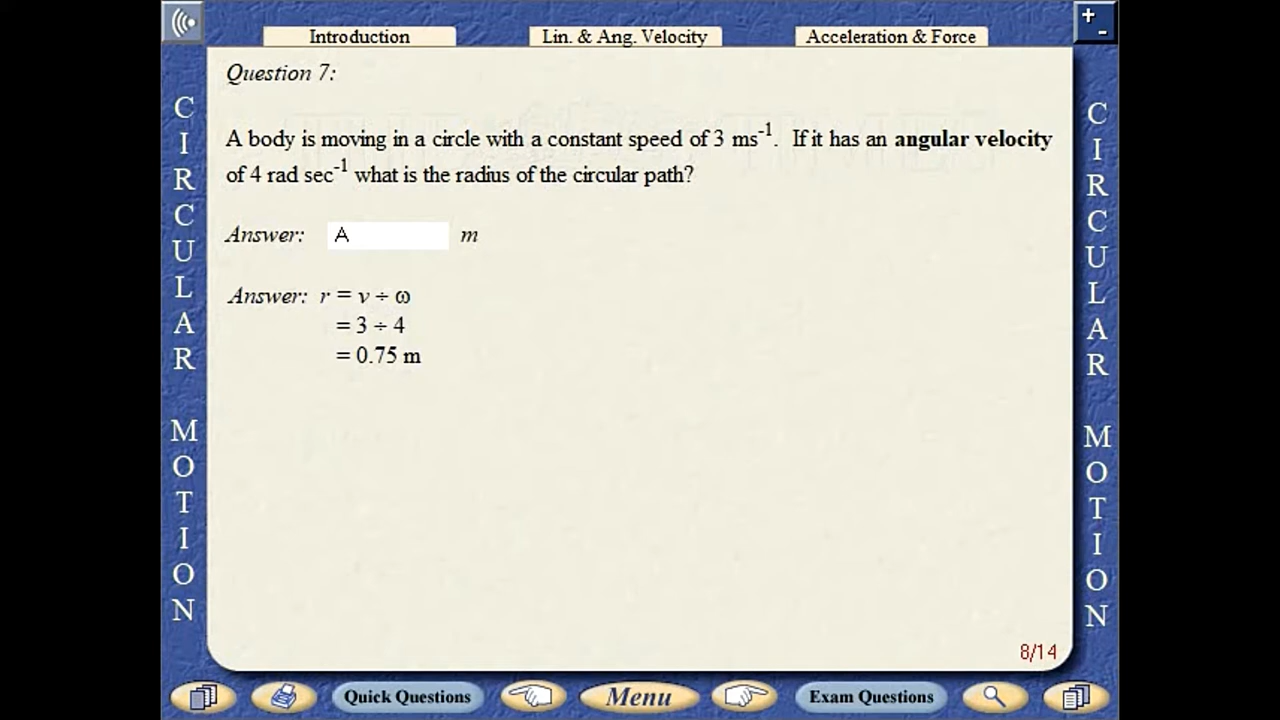 Introduction
Lin. & Ang. Velocity
Acceleration & Force
+
-
CIRCULAR MOTION
Question 7:
A body is moving in a circle with a constant speed of 3 ms⁻¹. If it has an angular velocity
of 4 rad sec⁻¹ what is the radius of the circular path?
Answer: A m
Answer: r = v ÷ ω
= 3 ÷ 4
= 0.75 m
CIRCULAR MOTION
8/14
Quick Questions
Menu
Exam Questions